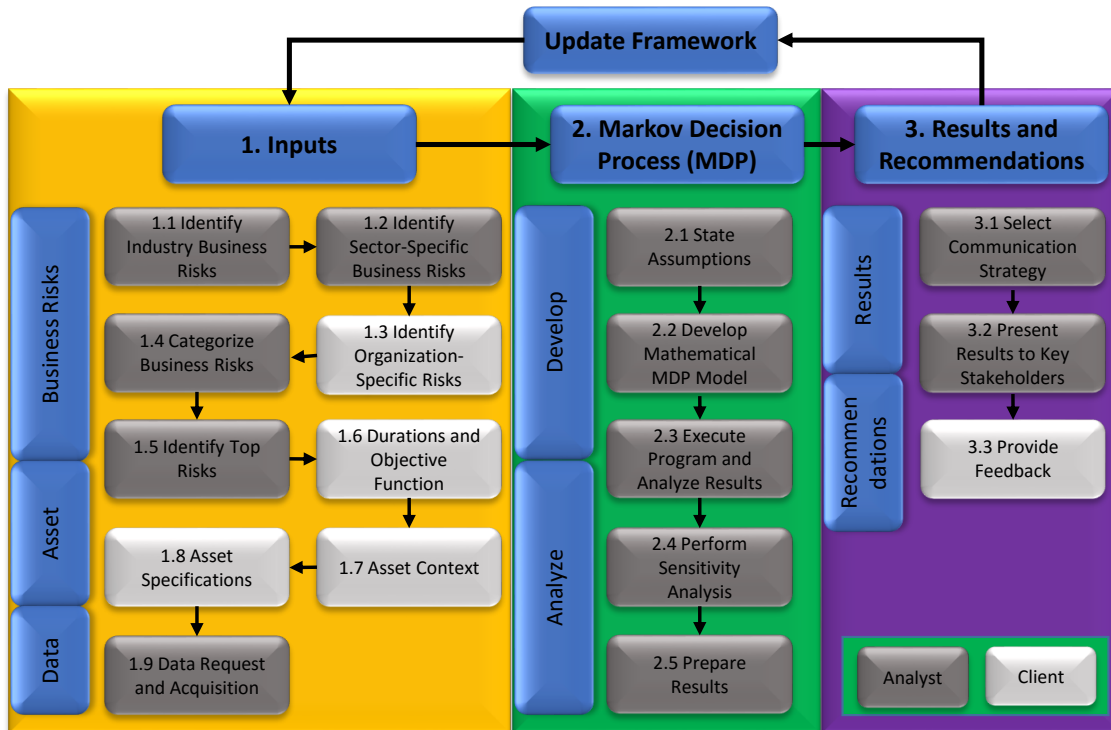 Update Framework
1. Inputs
2. Markov Decision
Process (MDP)
3. Results and
Recommendations
Business Risks
Asset
Data
1.1 Identify
Industry Business
Risks
1.2 Identify
Sector-Specific
Business Risks
1.4 Categorize
Business Risks
1.3 Identify
Organization-
Specific Risks
1.5 Identify Top
Risks
1.6 Durations and
Objective
Function
1.8 Asset
Specifications
1.7 Asset Context
1.9 Data Request
and Acquisition
Develop
Analyze
2.1 State
Assumptions
2.2 Develop
Mathematical
MDP Model
2.3 Execute
Program and
Analyze Results
2.4 Perform
Sensitivity
Analysis
2.5 Prepare
Results
Results
Recommen
dations
3.1 Select
Communication
Strategy
3.2 Present
Results to Key
Stakeholders
3.3 Provide
Feedback
Analyst
Client